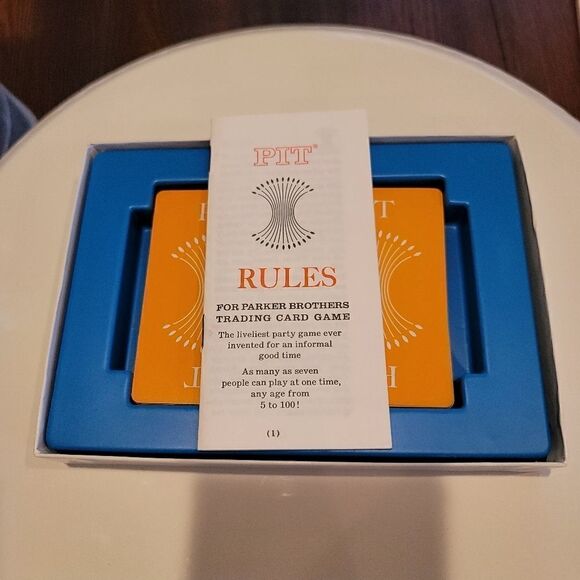 PIT®
RULES
FOR PARKER BROTHERS
TRADING CARD GAME
The liveliest party game ever
invented for an informal
good time
As many as seven
people can play at one time,
any age from
5 to 100!
(1)
P
T
T
P